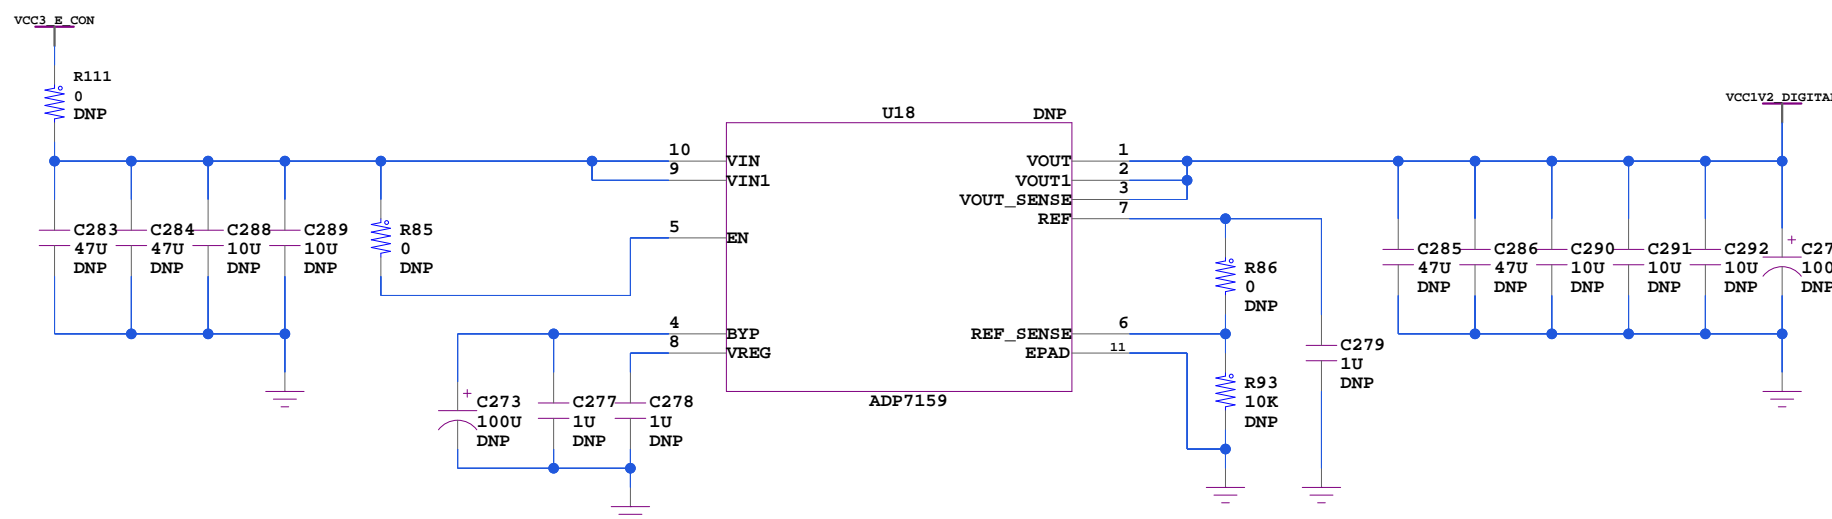 VCC3_E_CON
R111
0
DNP
U18
DNP
VCC1V2_DIGITAL
10
VIN
9
VIN1
5
EN
4
BYP
8
VREG
VOUT
1
VOUT1
2
VOUT_SENSE
3
REF
7
REF_SENSE
6
EPAD
11
ADP7159
C283
47U
DNP
C284
47U
DNP
C288
10U
DNP
C289
10U
DNP
R85
0
DNP
C273
100U
DNP
C277
1U
DNP
C278
1U
DNP
R86
0
DNP
R93
10K
DNP
C279
1U
DNP
C285
47U
DNP
C286
47U
DNP
C290
10U
DNP
C291
10U
DNP
C292
10U
DNP
+
+
C27
100
DNP